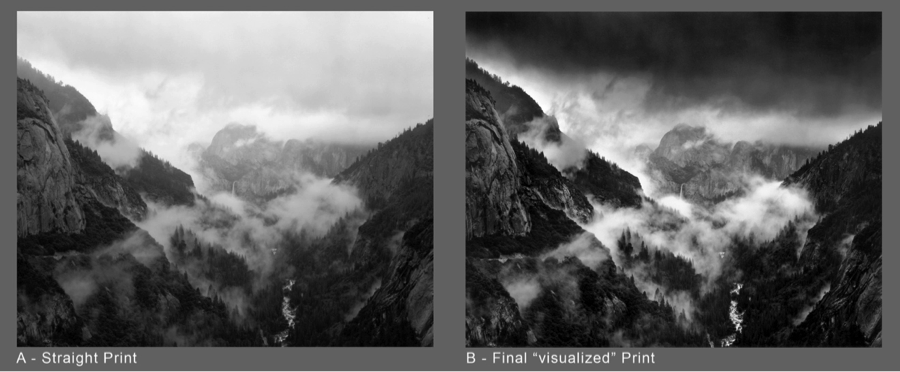 A - Straight Print
B - Final “visualized” Print